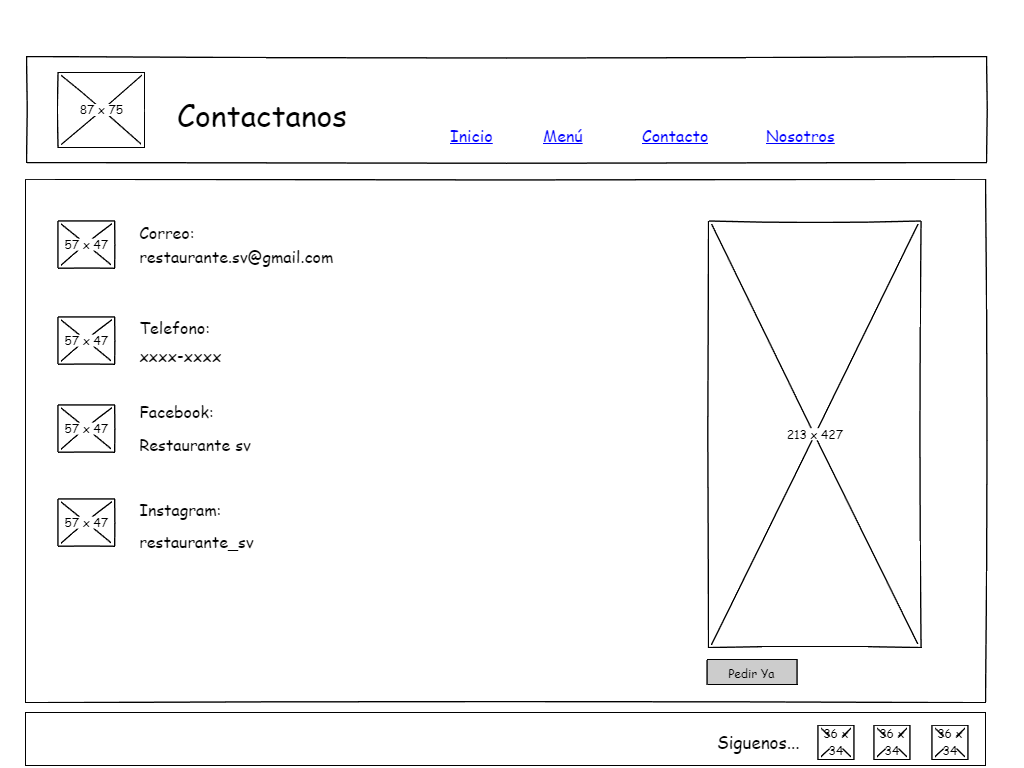 87 x 75
Contactanos
Inicio Menú Contacto Nosotros
57 x 47
Correo:
restaurante.sv@gmail.com
57 x 47
Telefono:
xxxx-xxxx
57 x 47
Facebook:
Restaurante sv
57 x 47
Instagram:
restaurante_sv
213 x 427
Pedir Ya
Siguenos...
36 x
34
36 x
34
36 x
34